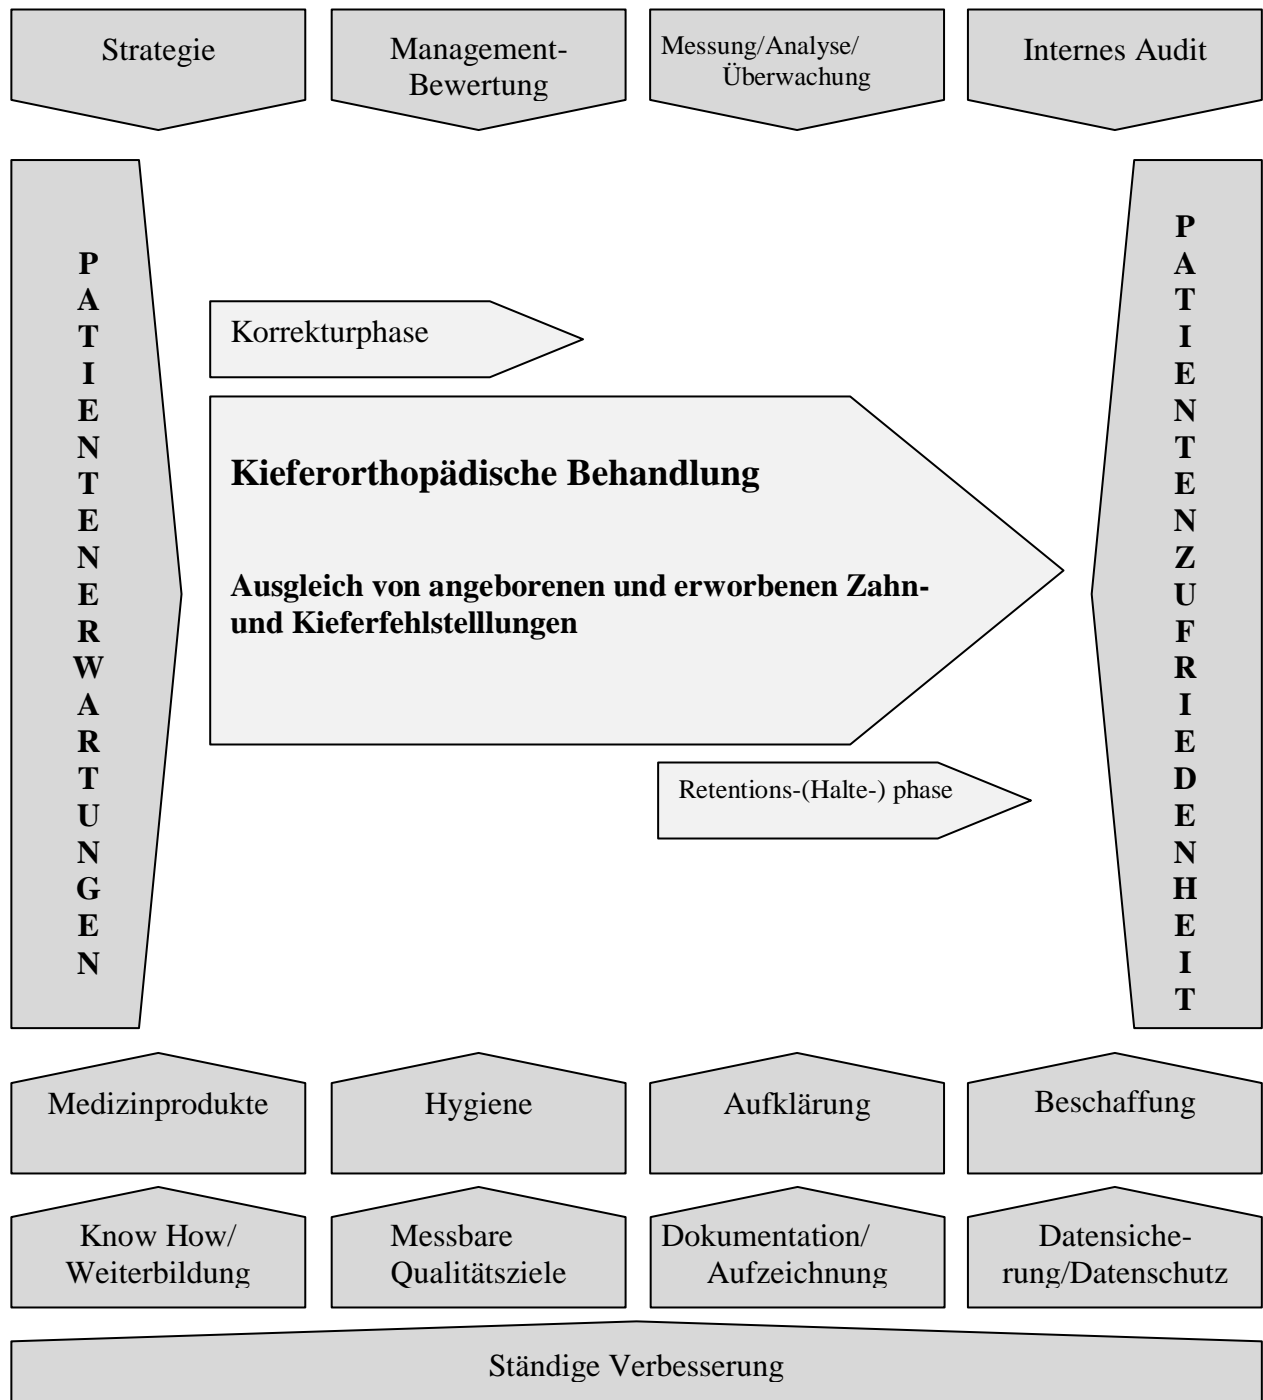 Strategie
Management-
Bewertung
Messung/Analyse/
Überwachung
Internes Audit
P
A
T
I
E
N
T
E
N
E
R
W
A
R
T
U
N
G
E
N
Korrekturphase
Kieferorthopädische Behandlung
Ausgleich von angeborenen und erworbenen Zahn-
und Kieferfehlstelllungen
Retentions-(Halte-) phase
P
A
T
I
E
N
T
E
N
Z
U
F
R
I
E
D
E
N
H
E
I
T
Medizinprodukte
Hygiene
Aufklärung
Beschaffung
Know How/
Weiterbildung
Messbare
Qualitätsziele
Dokumentation/
Aufzeichnung
Datensiche-
rung/Datenschutz
Ständige Verbesserung